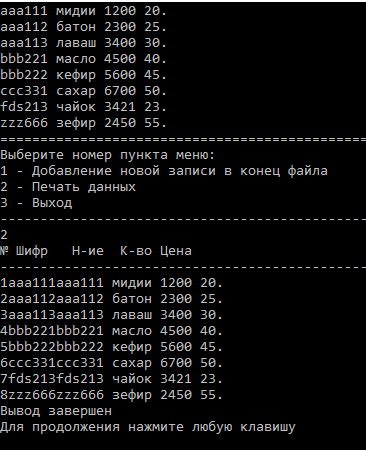 aaa111 мидии 1200 20.
aaa112 батон 2300 25.
aaa113 лаваш 3400 30.
bbb221 масло 4500 40.
bbb222 кефир 5600 45.
ccc331 сахар 6700 50.
fds213 чайок 3421 23.
zzz666 зефир 2450 55.
==============================================
Выберите номер пункта меню:
1 - Добавление новой записи в конец файла
2 - Печать данных
3 - Выход
----------------------------------------------
2
№ Шифр   Н-ие  К-во Цена
----------------------------------------------
1aaa111aaa111 мидии 1200 20.
2aaa112aaa112 батон 2300 25.
3aaa113aaa113 лаваш 3400 30.
4bbb221bbb221 масло 4500 40.
5bbb222bbb222 кефир 5600 45.
6ccc331ccc331 сахар 6700 50.
7fds213fds213 чайок 3421 23.
8zzz666zzz666 зефир 2450 55.
Вывод завершен
Для продолжения нажмите любую клавишу